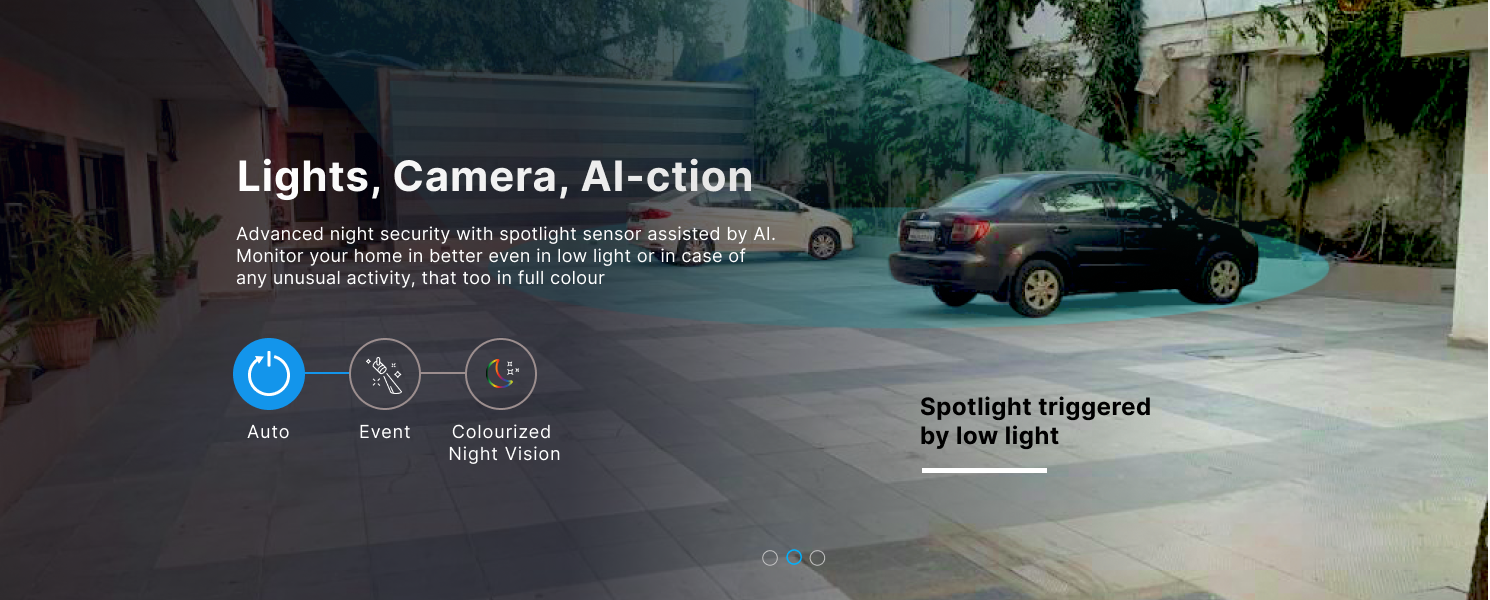 Lights, Camera, AI-ction
Advanced night security with spotlight sensor assisted by AI.
Monitor your home in better even in low light or in case of
any unusual activity, that too in full colour
Auto
Event
Colourized
Night Vision
Spotlight triggered
by low light